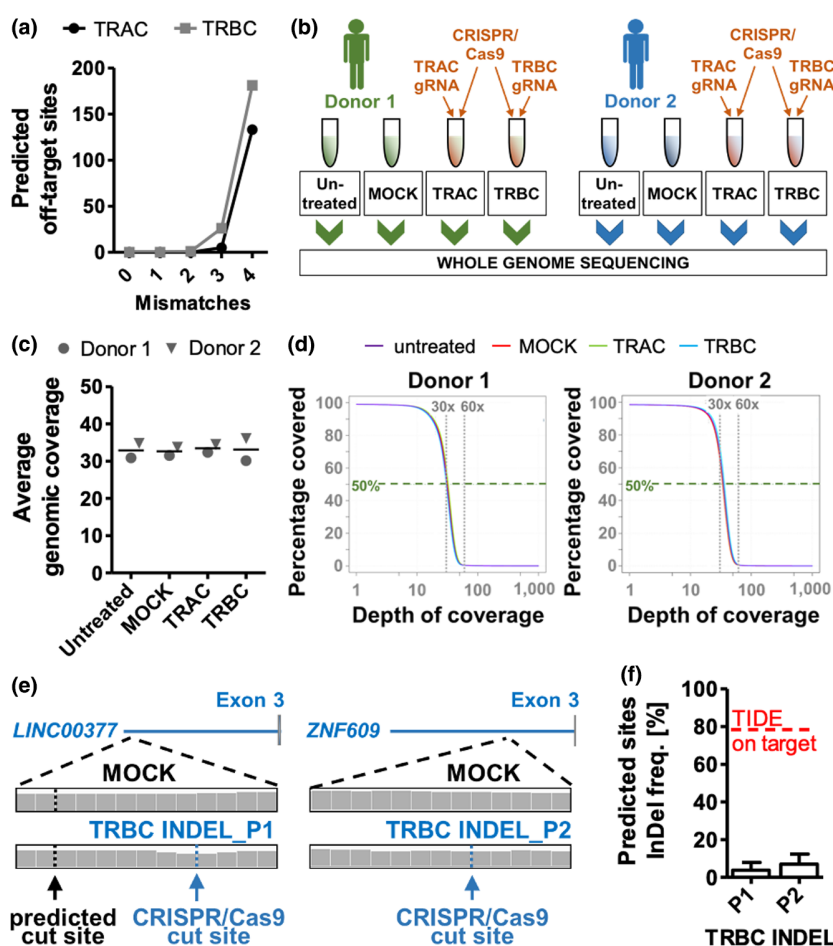 (a)
TRAC TRBC
Predicted
off-target sites
200
150
100
50
0
0 1 2 3 4
Mismatches
(b)
CRISPR/
Cas9
TRAC
gRNA
TRBC
gRNA
Donor 1
CRISPR/
Cas9
TRAC
gRNA
TRBC
gRNA
Donor 2
Un-
treated
MOCK
TRAC
TRBC
Un-
treated
MOCK
TRAC
TRBC
WHOLE GENOME SEQUENCING
(c)
Donor 1 Donor 2
Average
genomic coverage
50
40
30
20
10
0
Untreated
MOCK
TRAC
TRBC
(d)
untreated MOCK TRAC TRBC
Donor 1
Percentage covered
100
80
60
40
20
0
30x 60x
50%
1 10 100 1,000
Depth of coverage
Donor 2
Percentage covered
100
80
60
40
20
0
30x 60x
50%
1 10 100 1,000
Depth of coverage
(e)
Exon 3
LINC00377
MOCK
TRBC INDEL_P1
predicted
cut site
CRISPR/Cas9
cut site
Exon 3
ZNF609
MOCK
TRBC INDEL_P2
CRISPR/Cas9
cut site
(f)
Predicted sites
InDel freq. [%]
100
80
60
40
20
0
TIDE
on target
P1
P2
TRBC INDEL